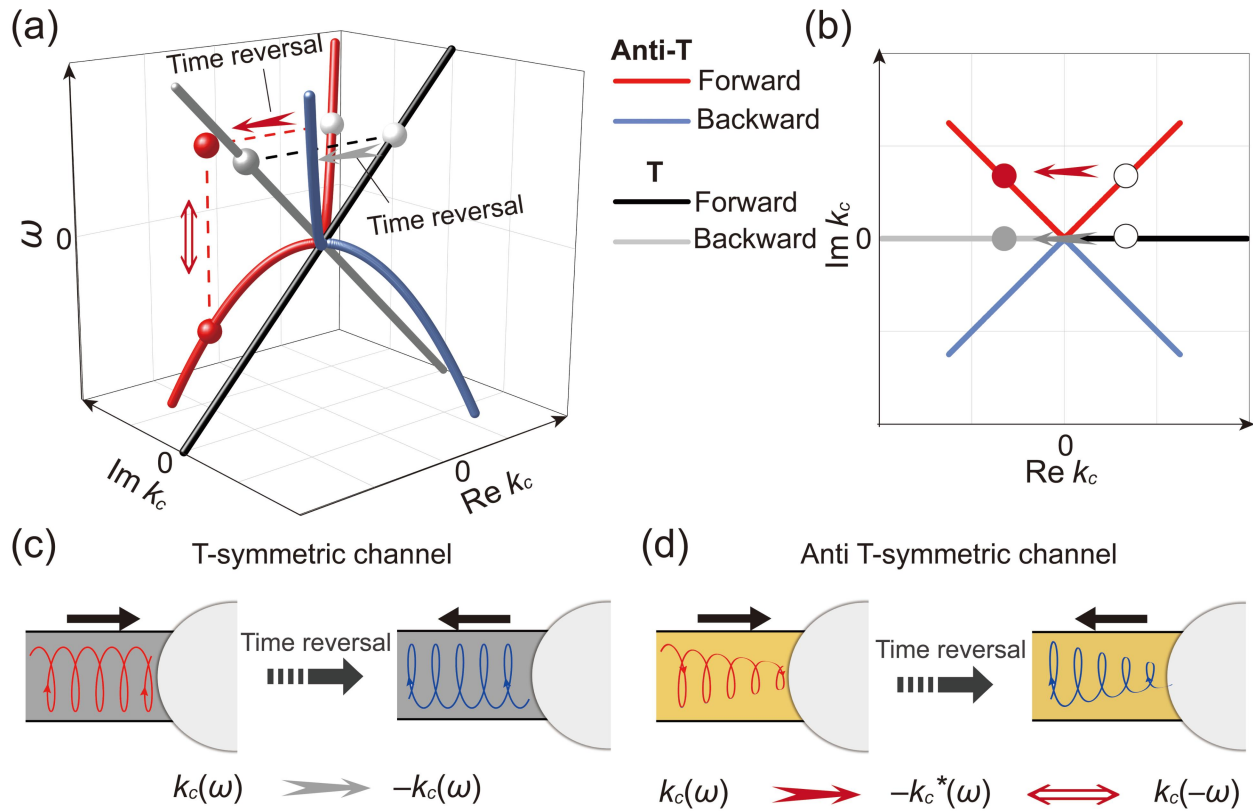 (a)
Time reversal
Time reversal
ω
0
Im k_c
0
Re k_c
0
Anti-T
Forward
Backward
T
Forward
Backward
(b)
Im k_c
0
0
Re k_c
(c)
T-symmetric channel
Time reversal
k_c(ω)
−k_c(ω)
(d)
Anti T-symmetric channel
Time reversal
k_c(ω)
−k_c*(ω)
k_c(−ω)